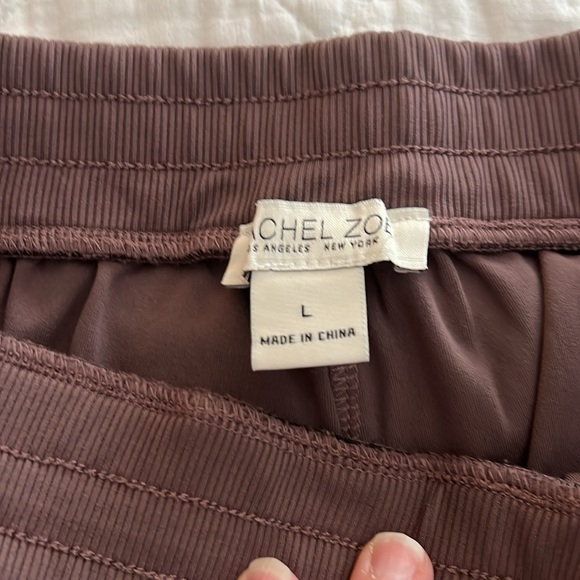 ACHEL ZOE
S ANGELES NEW YORK
L
MADE IN CHINA